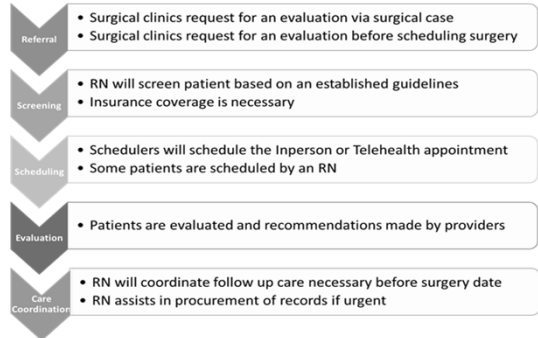 Referral
• Surgical clinics request for an evaluation via surgical case
• Surgical clinics request for an evaluation before scheduling surgery
Screening
• RN will screen patient based on an established guidelines
• Insurance coverage is necessary
Scheduling
• Schedulers will schedule the Inperson or Telehealth appointment
• Some patients are scheduled by an RN
Evaluation
• Patients are evaluated and recommendations made by providers
Care
Coordination
• RN will coordinate follow up care necessary before surgery date
• RN assists in procurement of records if urgent